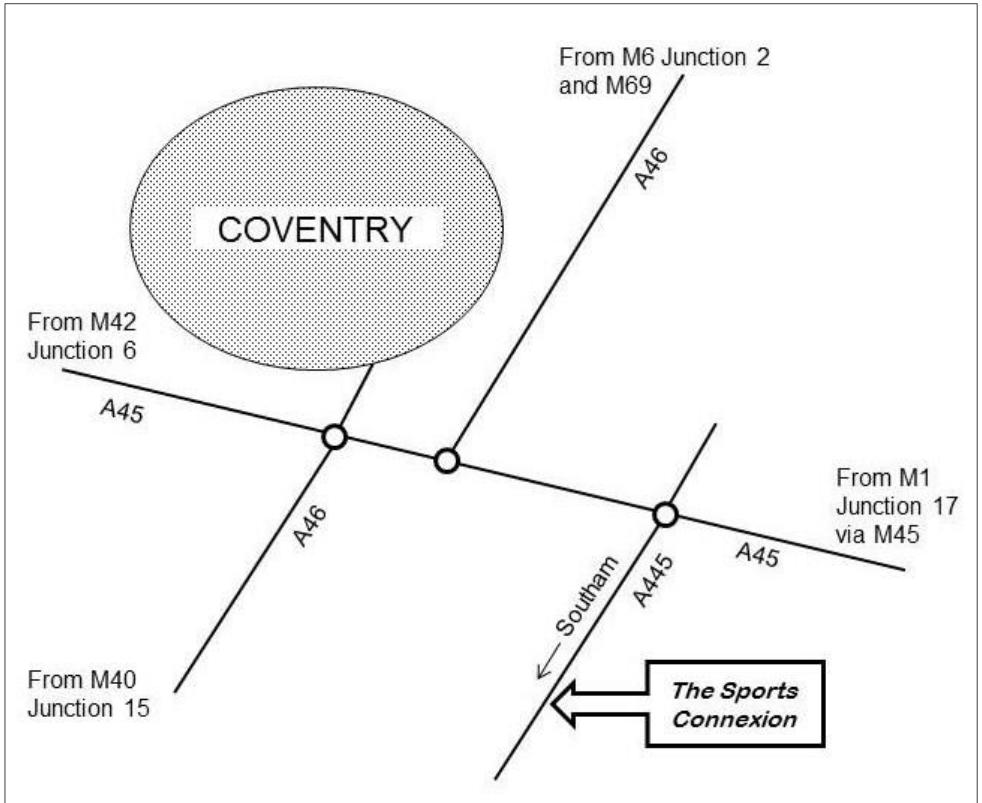 From M6 Junction 2
and M69
A46
COVENTRY
From M42
Junction 6
A45
From M1
Junction 17
via M45
A46
A45
A445
Southam
From M40
Junction 15
The Sports
Connexion